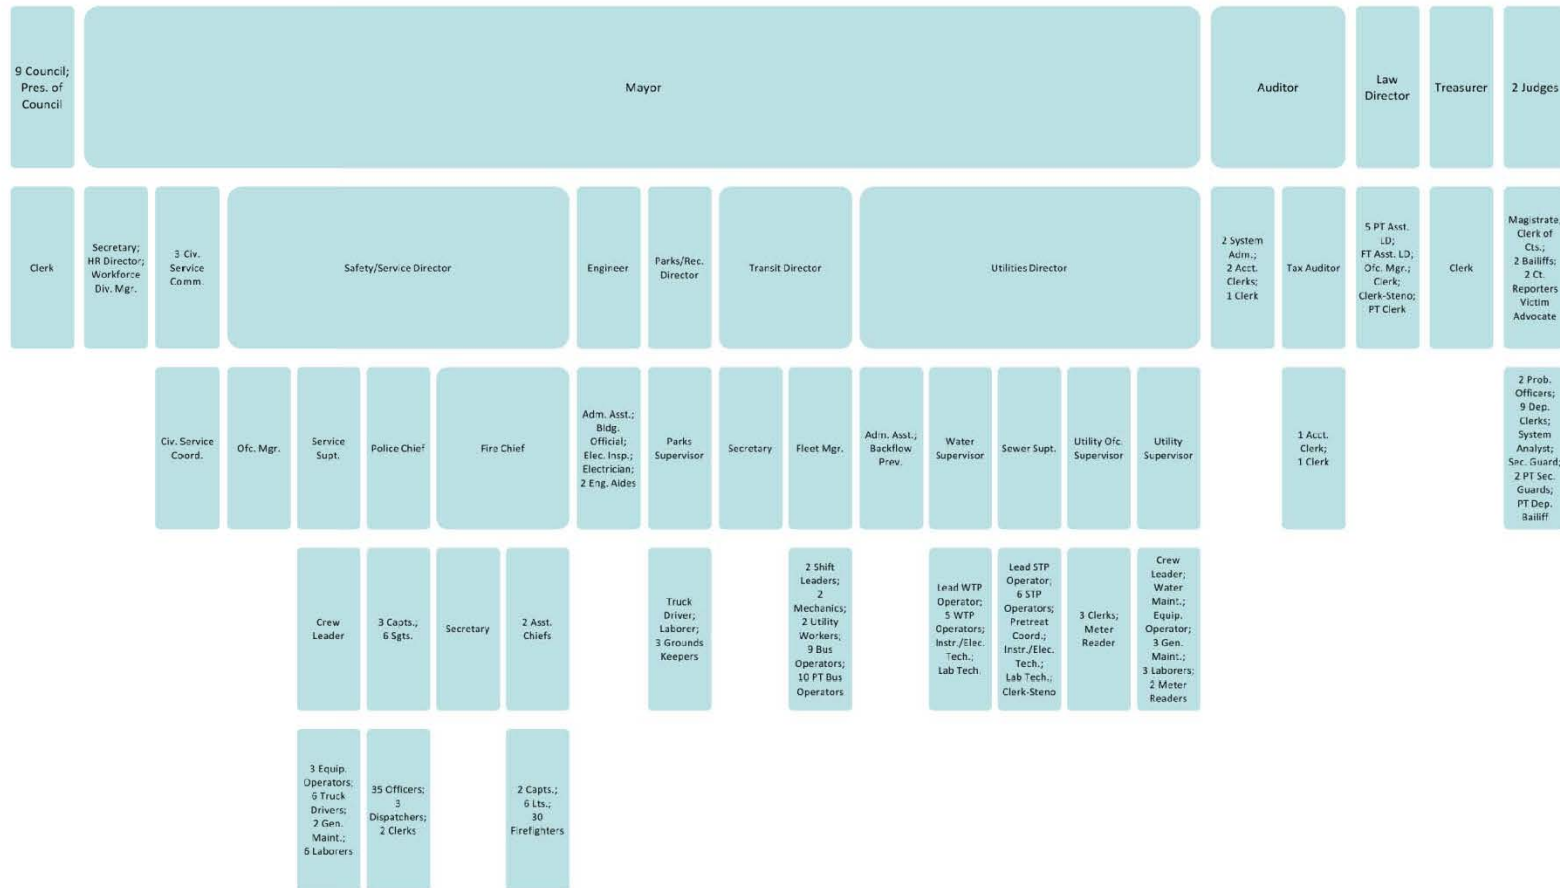 9 Council;
Pres. of
Council
Mayor
Auditor
Law
Director
Treasurer
2 Judges
Clerk
Secretary;
HR Director;
Workforce
Div. Mgr.
3 Civ.
Service
Comm.
Safety/Service Director
Engineer
Parks/Rec.
Director
Transit Director
Utilities Director
2 System
Adm.;
2 Acct.
Clerks;
1 Clerk
Tax Auditor
5 PT Asst.
LD;
FT Asst. LD;
Ofc. Mgr.;
Clerk;
Clerk-Steno;
PT Clerk
Clerk
Magistrate;
Clerk of
Cts.;
2 Bailiffs;
2 Ct.
Reporters
Victim
Advocate
Civ. Service
Coord.
Ofc. Mgr.
Service
Supt.
Police Chief
Fire Chief
Adm. Asst.;
Bldg.
Official;
Elec. Insp.;
Electrician;
2 Eng. Aides
Parks
Supervisor
Secretary
Fleet Mgr.
Adm. Asst.;
Backflow
Prev.
Water
Supervisor
Sewer Supt.
Utility Ofc.
Supervisor
Utility
Supervisor
1 Acct.
Clerk;
1 Clerk
2 Prob.
Officers;
9 Dep.
Clerks;
System
Analyst;
Sec. Guard;
2 PT Sec.
Guards;
PT Dep.
Bailiff
Crew
Leader
3 Capts.;
6 Sgts.
Secretary
2 Asst.
Chiefs
Truck
Driver;
Laborer;
3 Grounds
Keepers
2 Shift
Leaders;
2
Mechanics;
2 Utility
Workers;
9 Bus
Operators;
10 PT Bus
Operators
Lead WTP
Operator;
5 WTP
Operators;
Instr./Elec.
Tech.;
Lab Tech.
Lead STP
Operator;
6 STP
Operators;
Pretreat
Coord.;
Instr./Elec.
Tech.;
Lab Tech.;
Clerk-Steno
3 Clerks;
Meter
Reader
Crew
Leader;
Water
Maint.;
Equip.
Operator;
3 Gen.
Maint.;
3 Laborers;
2 Meter
Readers
3 Equip.
Operators;
6 Truck
Drivers;
2 Gen.
Maint.;
6 Laborers
35 Officers;
3
Dispatchers;
2 Clerks
2 Capts.;
6 Lts.;
30
Firefighters